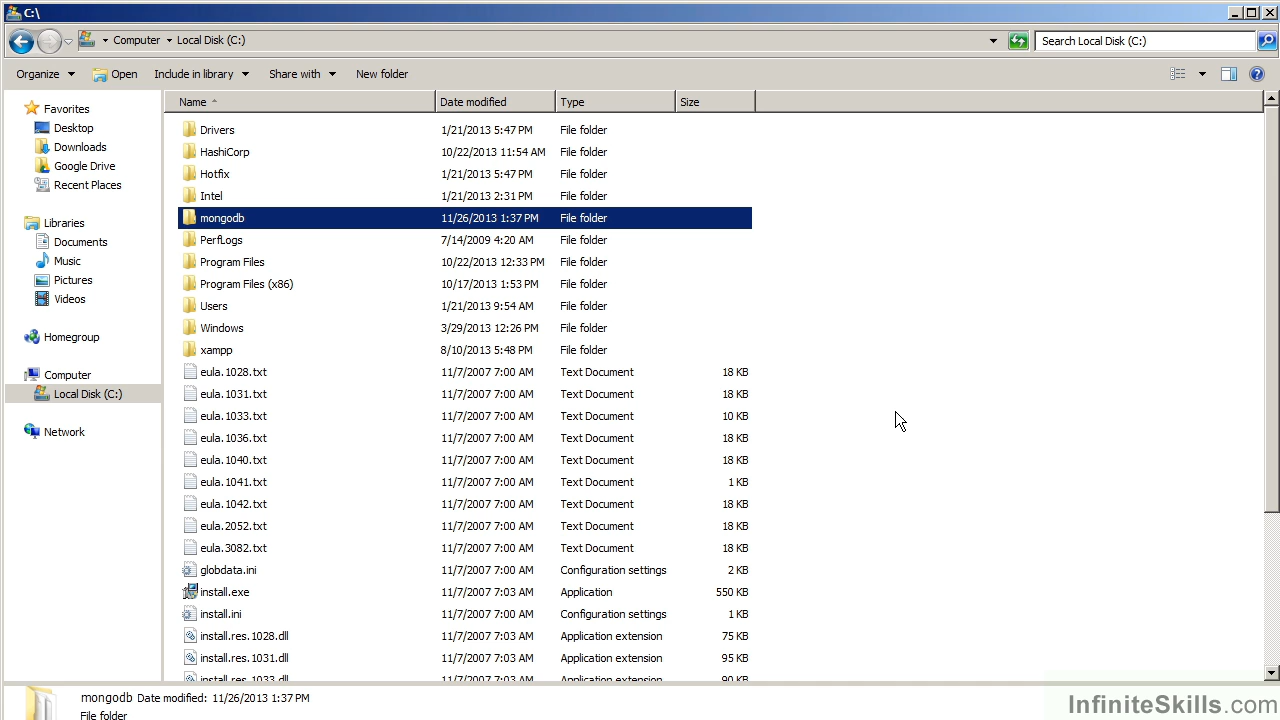 C:\
Computer Local Disk (C:)
Search Local Disk (C:)
Organize Open Include in library Share with New folder
Favorites
Desktop
Downloads
Google Drive
Recent Places
Libraries
Documents
Music
Pictures
Videos
Homegroup
Computer
Local Disk (C:)
Network
Name Date modified Type Size
Drivers 1/21/2013 5:47 PM File folder
HashiCorp 10/22/2013 11:54 AM File folder
Hotfix 1/21/2013 5:47 PM File folder
Intel 1/21/2013 2:31 PM File folder
mongodb 11/26/2013 1:37 PM File folder
PerfLogs 7/14/2009 4:20 AM File folder
Program Files 10/22/2013 12:33 PM File folder
Program Files (x86) 10/17/2013 1:53 PM File folder
Users 1/21/2013 9:54 AM File folder
Windows 3/29/2013 12:26 PM File folder
xampp 8/10/2013 5:48 PM File folder
eula.1028.txt 11/7/2007 7:00 AM Text Document 18 KB
eula.1031.txt 11/7/2007 7:00 AM Text Document 18 KB
eula.1033.txt 11/7/2007 7:00 AM Text Document 10 KB
eula.1036.txt 11/7/2007 7:00 AM Text Document 18 KB
eula.1040.txt 11/7/2007 7:00 AM Text Document 18 KB
eula.1041.txt 11/7/2007 7:00 AM Text Document 1 KB
eula.1042.txt 11/7/2007 7:00 AM Text Document 18 KB
eula.2052.txt 11/7/2007 7:00 AM Text Document 18 KB
eula.3082.txt 11/7/2007 7:00 AM Text Document 18 KB
globdata.ini 11/7/2007 7:00 AM Configuration settings 2 KB
install.exe 11/7/2007 7:03 AM Application 550 KB
install.ini 11/7/2007 7:00 AM Configuration settings 1 KB
install.res.1028.dll 11/7/2007 7:03 AM Application extension 75 KB
install.res.1031.dll 11/7/2007 7:03 AM Application extension 95 KB
install.res.1033.dll 11/7/2007 7:03 AM Application extension 90 KB
mongodb Date modified: 11/26/2013 1:37 PM
File folder
InfiniteSkills.com